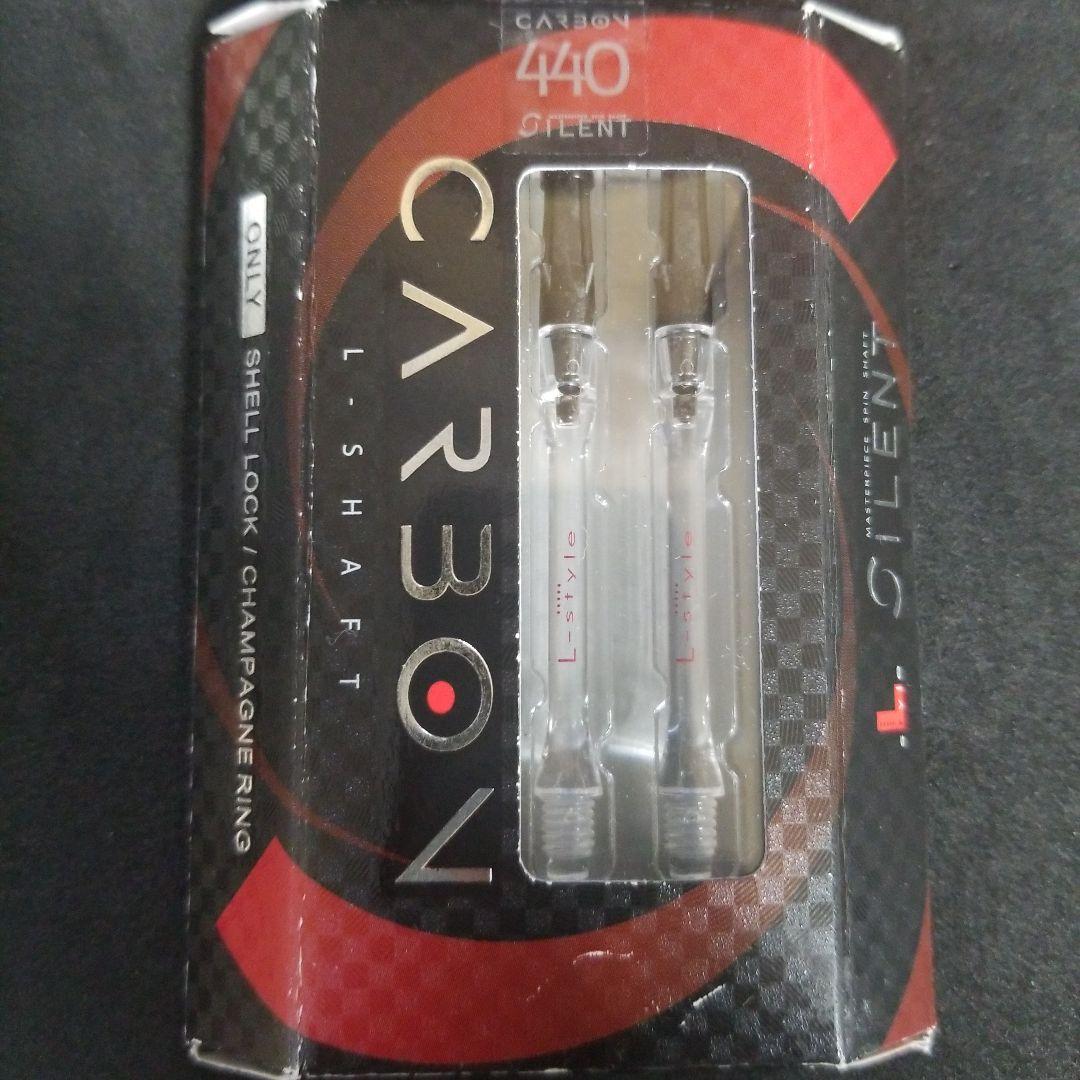 CARBON
440
SILENT
CARBON
L-SHAFT
ONLY
SHELL LOCK / CHAMPAGNE RING
L-style
L-style
MASTERPIECE SPIN SHAFT
SILENT
L